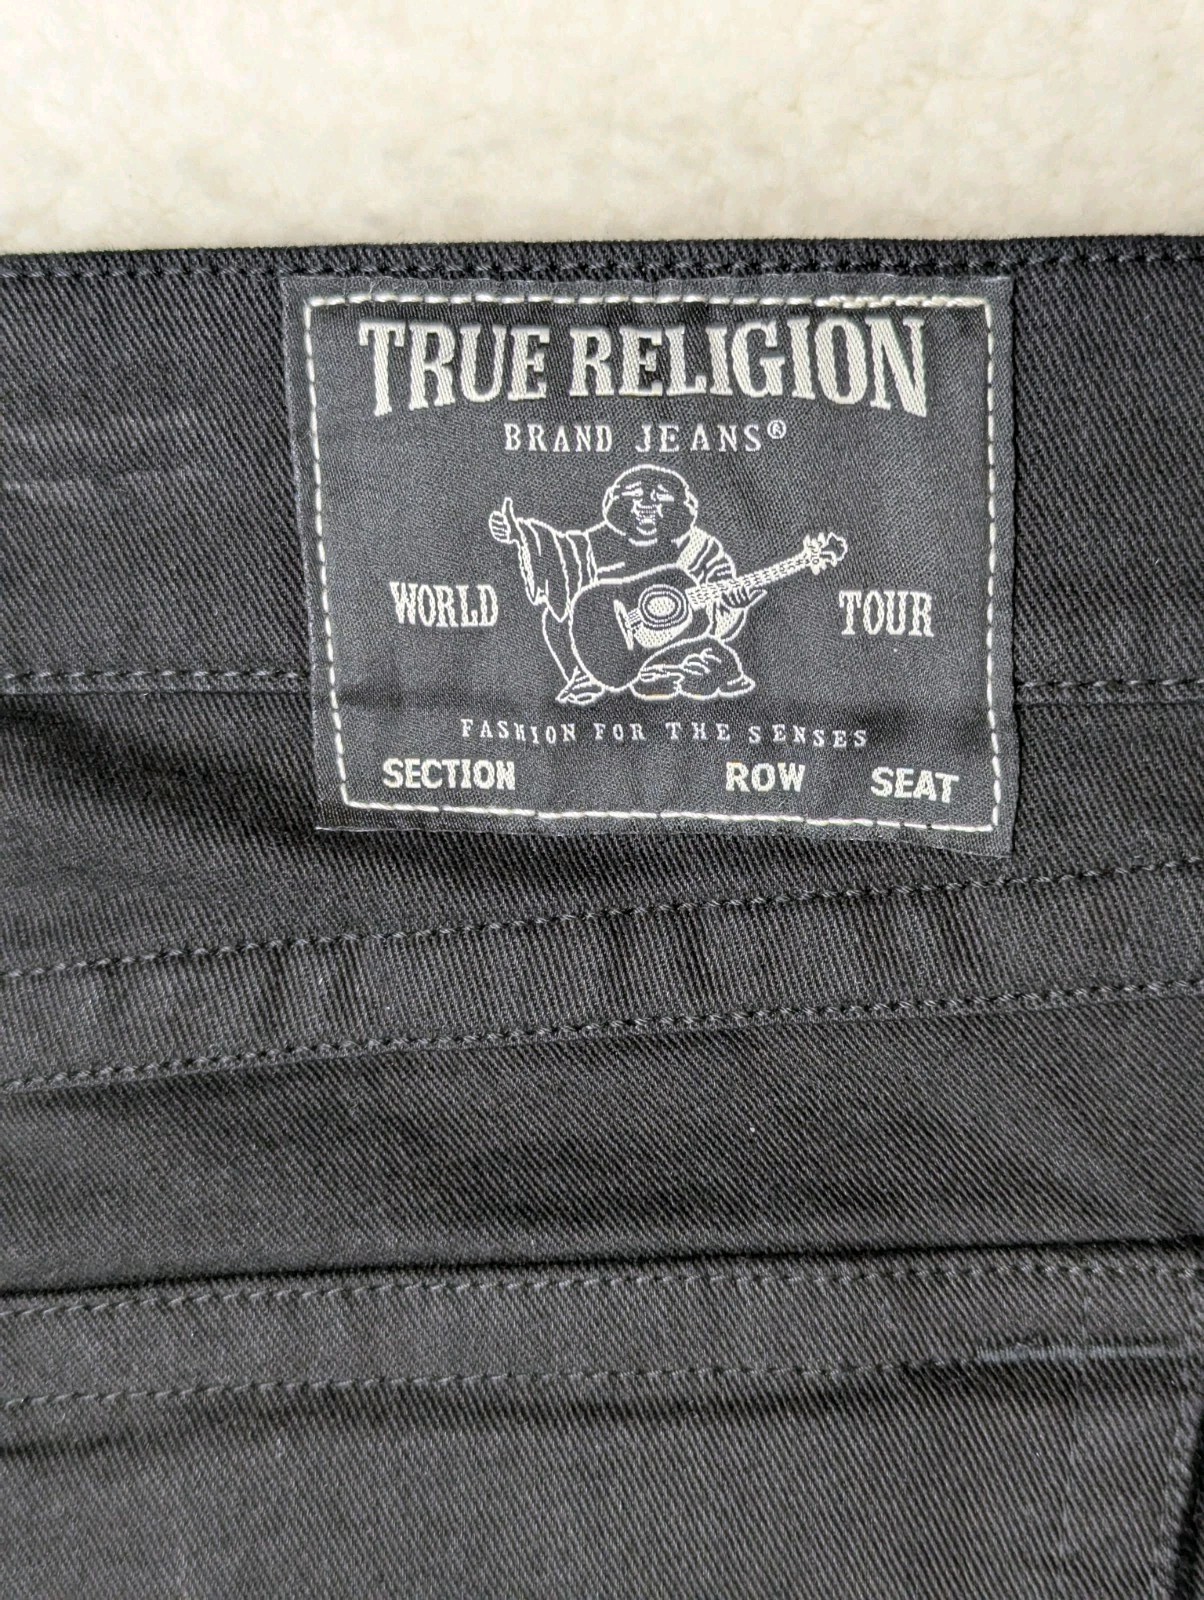 TRUE RELIGION
BRAND JEANS®
WORLD TOUR
FASHION FOR THE SENSES
SECTION ROW SEAT